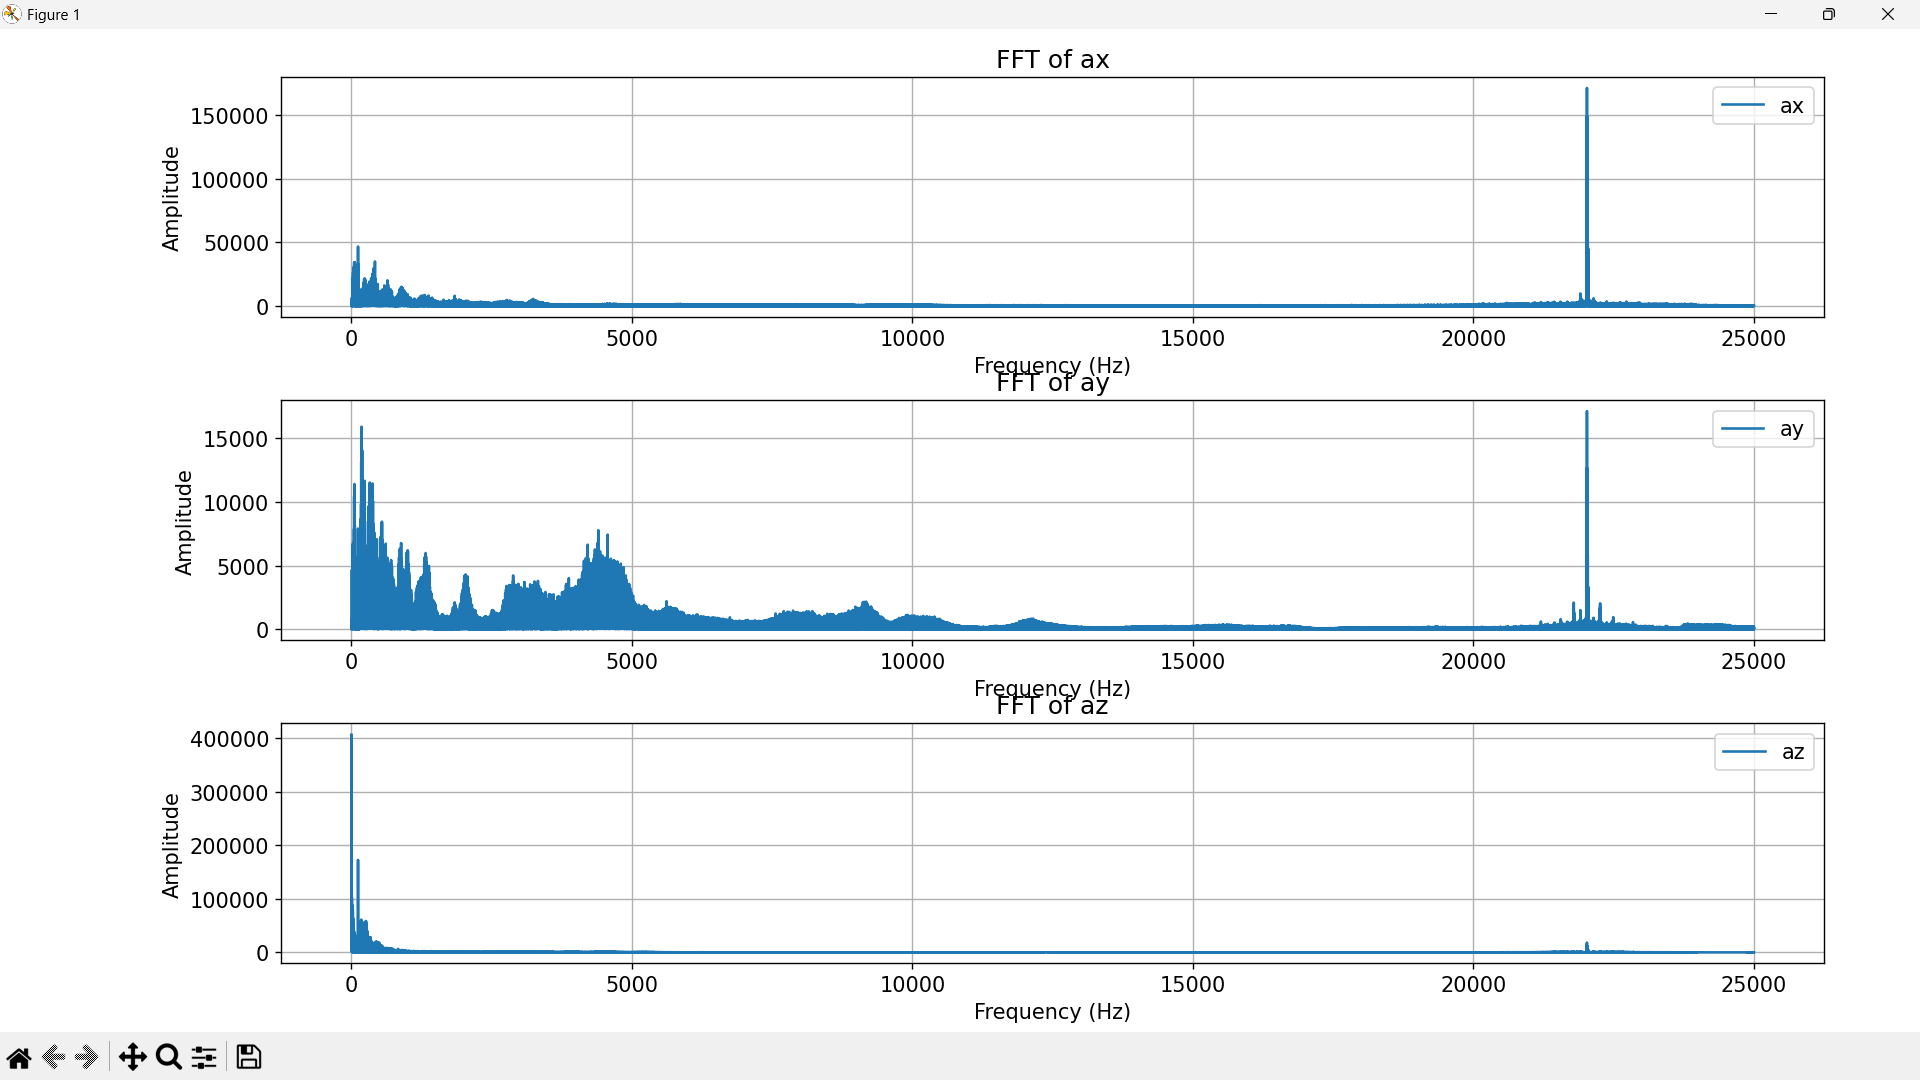 Figure 1
FFT of ax
150000
100000
50000
0
Amplitude
ax
0 5000 10000 15000 20000 25000
Frequency (Hz)
FFT of ay
15000
10000
5000
0
Amplitude
ay
0 5000 10000 15000 20000 25000
Frequency (Hz)
FFT of az
400000
300000
200000
100000
0
Amplitude
az
0 5000 10000 15000 20000 25000
Frequency (Hz)